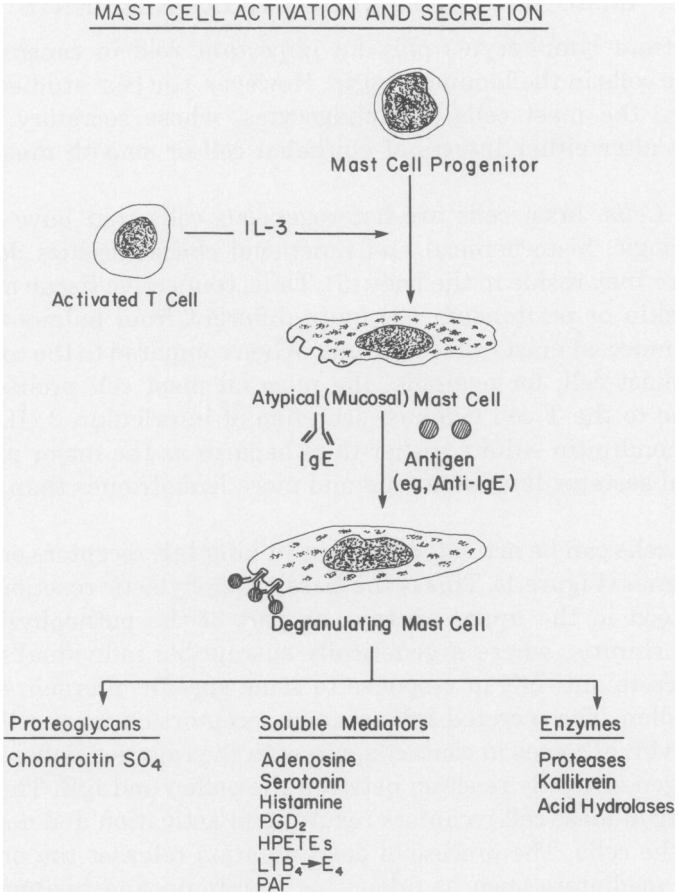 MAST CELL ACTIVATION AND SECRETION
Mast Cell Progenitor
IL-3
Activated T Cell
Atypical (Mucosal) Mast Cell
IgE
Antigen
(eg, Anti-IgE)
Degranulating Mast Cell
Proteoglycans
Chondroitin SO4
Soluble Mediators
Adenosine
Serotonin
Histamine
PGD2
HPETEs
LTB4→E4
PAF
Enzymes
Proteases
Kallikrein
Acid Hydrolases